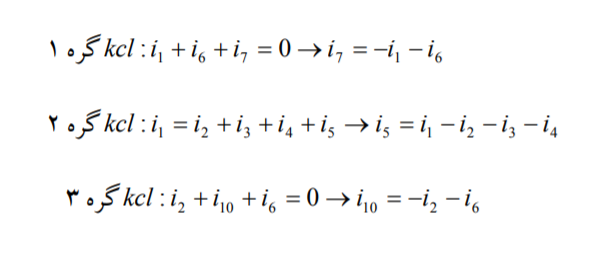 گره ۱ kcl : i₁ + i₆ + i₇ = 0 → i₇ = −i₁ − i₆
گره ۲ kcl : i₁ = i₂ + i₃ + i₄ + i₅ → i₅ = i₁ − i₂ − i₃ − i₄
گره ۳ kcl : i₂ + i₁₀ + i₆ = 0 → i₁₀ = −i₂ − i₆